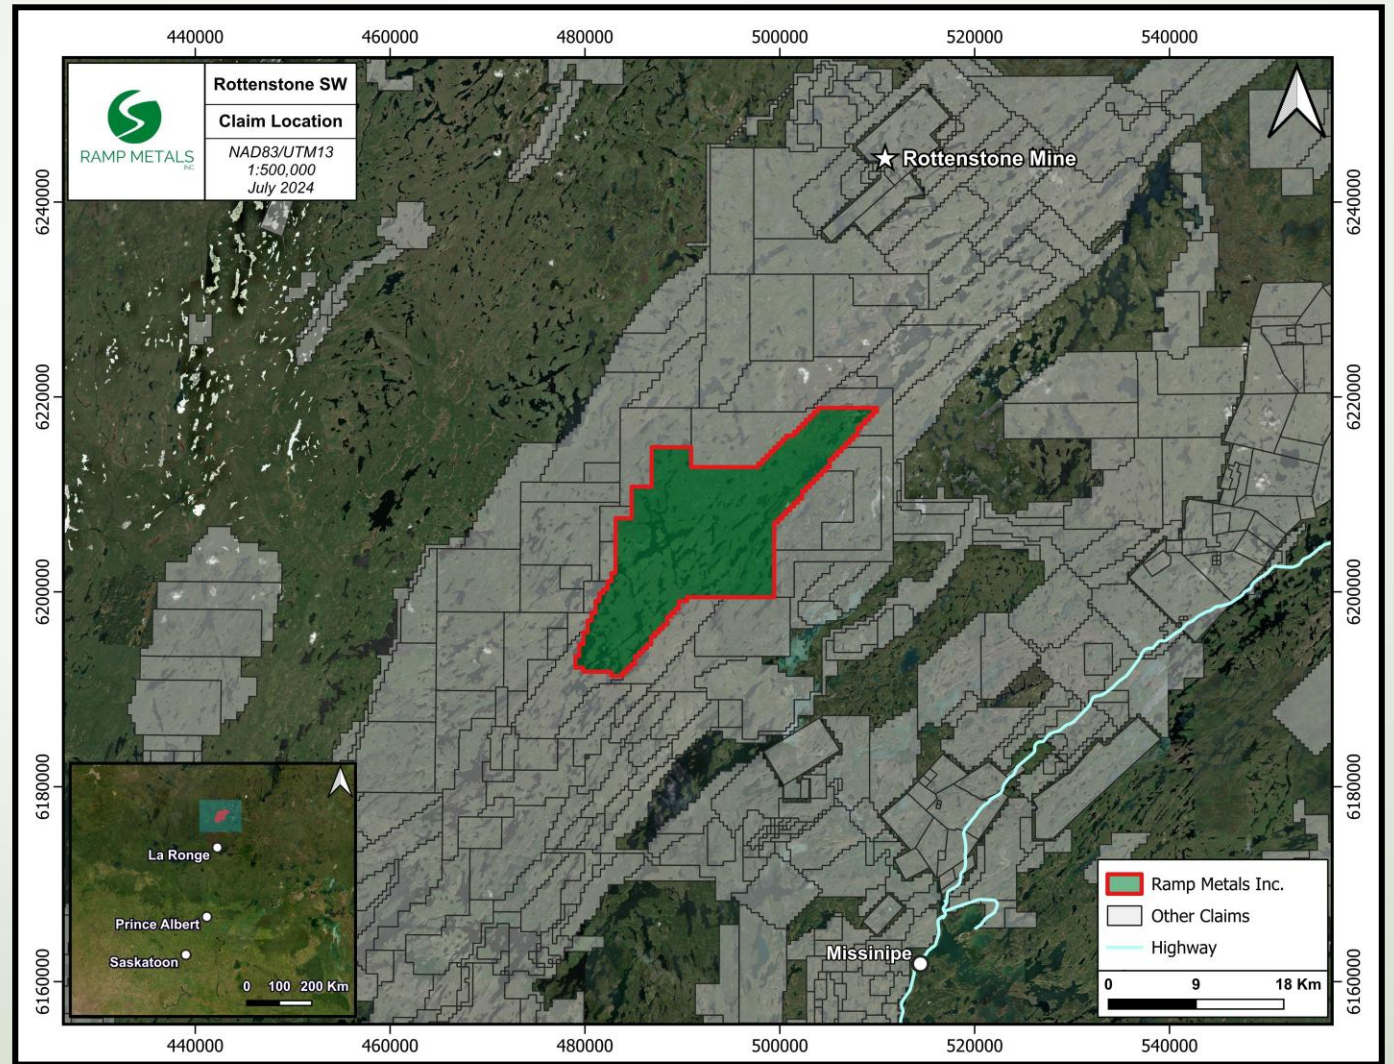 440000 460000 480000 500000 520000 540000
RAMP METALS
INC
Rottenstone SW
Claim Location
NAD83/UTM13
1:500,000
July 2024
Rottenstone Mine
6240000 6240000
6220000 6220000
6200000 6200000
6180000 6180000
6160000 6160000
La Ronge
Prince Albert
Saskatoon
0 100 200 Km
Missinipe
Ramp Metals Inc.
Other Claims
Highway
0 9 18 Km
440000 460000 480000 500000 520000 540000